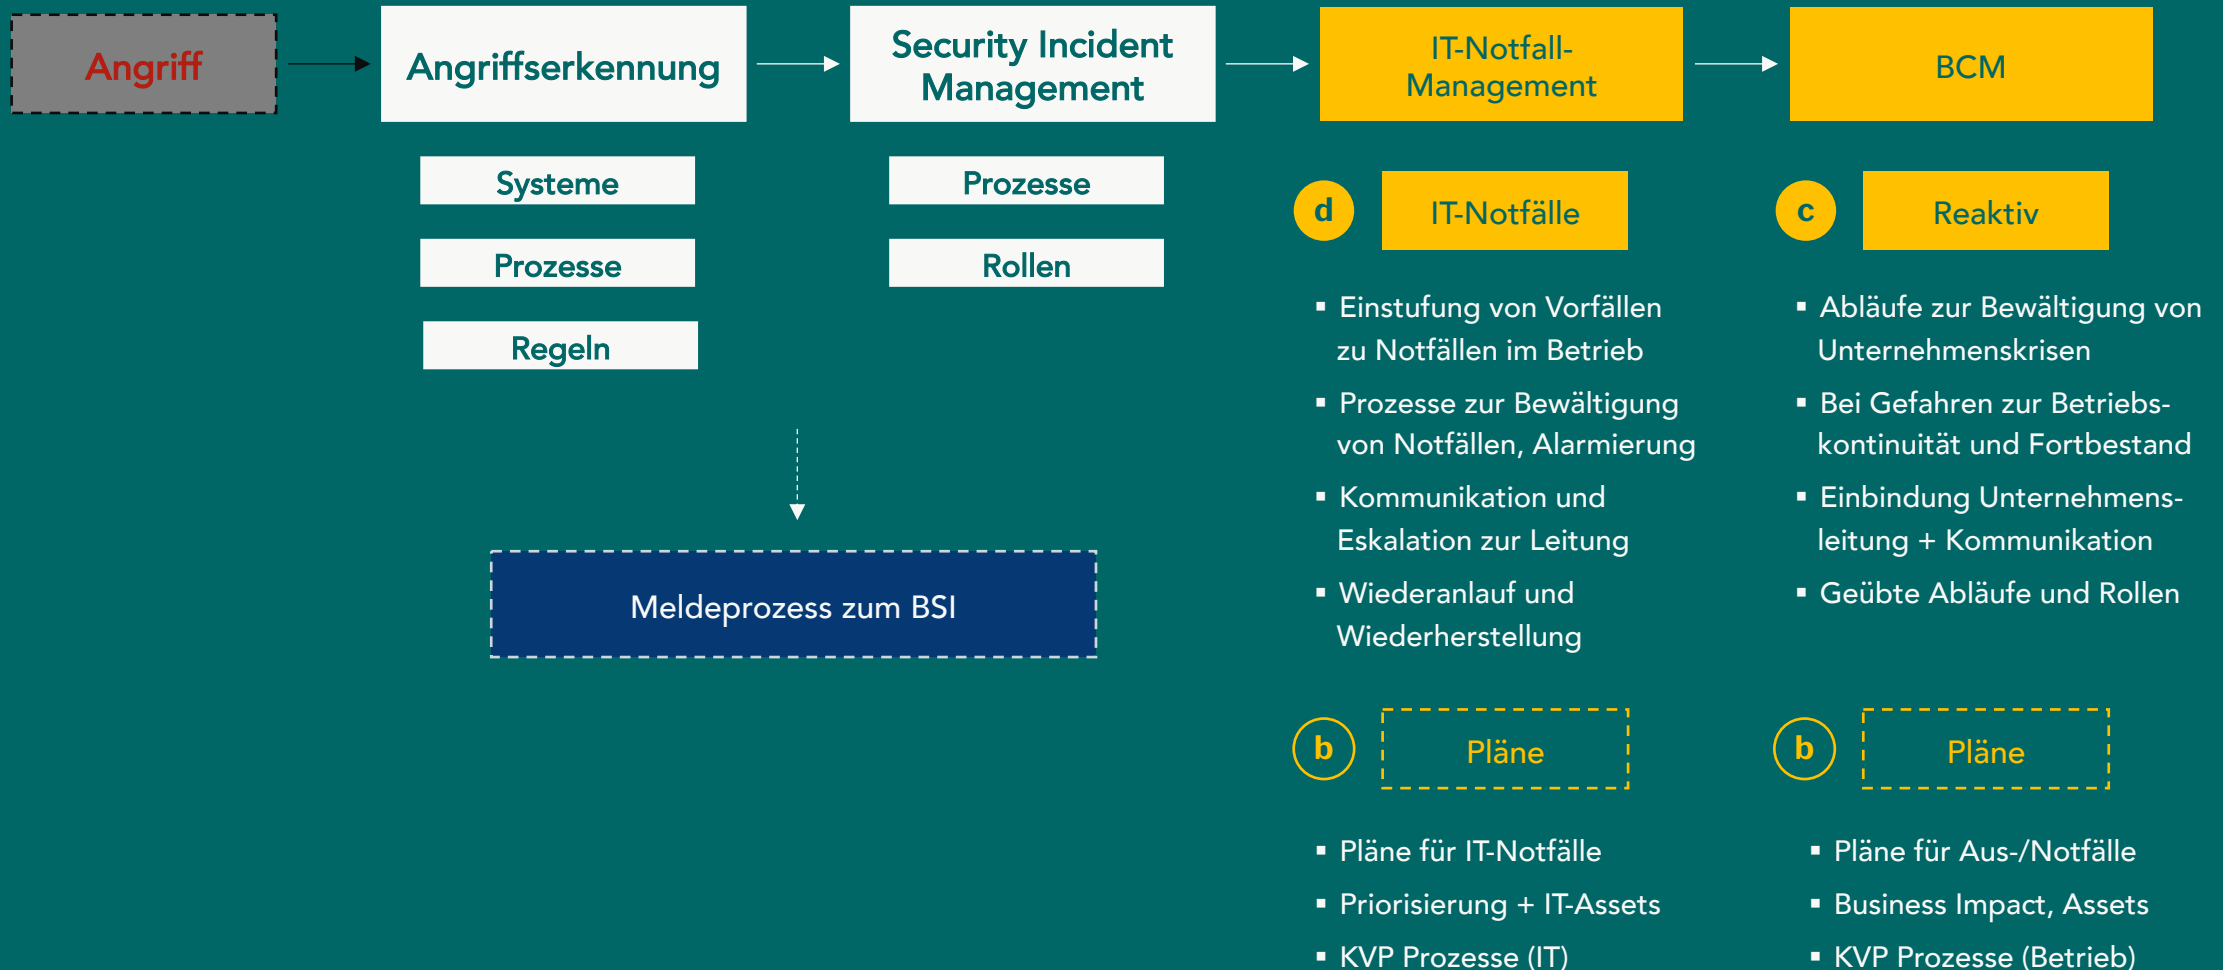 Angriff
Angriffserkennung
Security Incident
Management
IT-Notfall-
Management
BCM
Systeme
Prozesse
Regeln
Prozesse
Rollen
Meldeprozess zum BSI
d
IT-Notfälle
▪ Einstufung von Vorfällen
zu Notfällen im Betrieb
▪ Prozesse zur Bewältigung
von Notfällen, Alarmierung
▪ Kommunikation und
Eskalation zur Leitung
▪ Wiederanlauf und
Wiederherstellung
b
Pläne
▪ Pläne für IT-Notfälle
▪ Priorisierung + IT-Assets
▪ KVP Prozesse (IT)
c
Reaktiv
▪ Abläufe zur Bewältigung von
Unternehmenskrisen
▪ Bei Gefahren zur Betriebs-
kontinuität und Fortbestand
▪ Einbindung Unternehmens-
leitung + Kommunikation
▪ Geübte Abläufe und Rollen
b
Pläne
▪ Pläne für Aus-/Notfälle
▪ Business Impact, Assets
▪ KVP Prozesse (Betrieb)